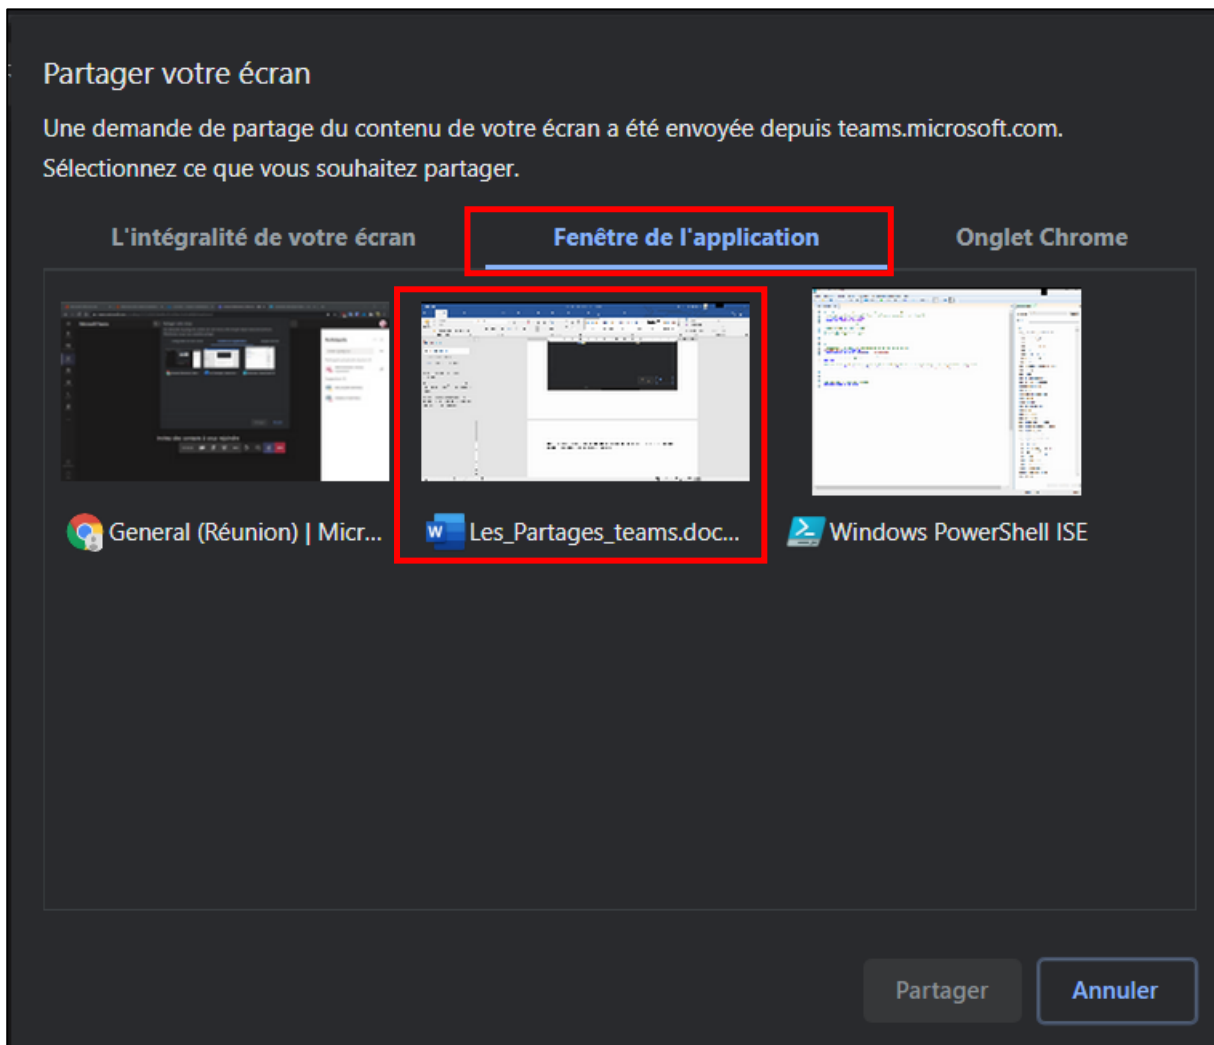 Partager votre écran
Une demande de partage du contenu de votre écran a été envoyée depuis teams.microsoft.com.
Sélectionnez ce que vous souhaitez partager.
L'intégralité de votre écran
Fenêtre de l'application
Onglet Chrome
General (Réunion) | Micr...
Les_Partages_teams.doc...
Windows PowerShell ISE
Partager
Annuler